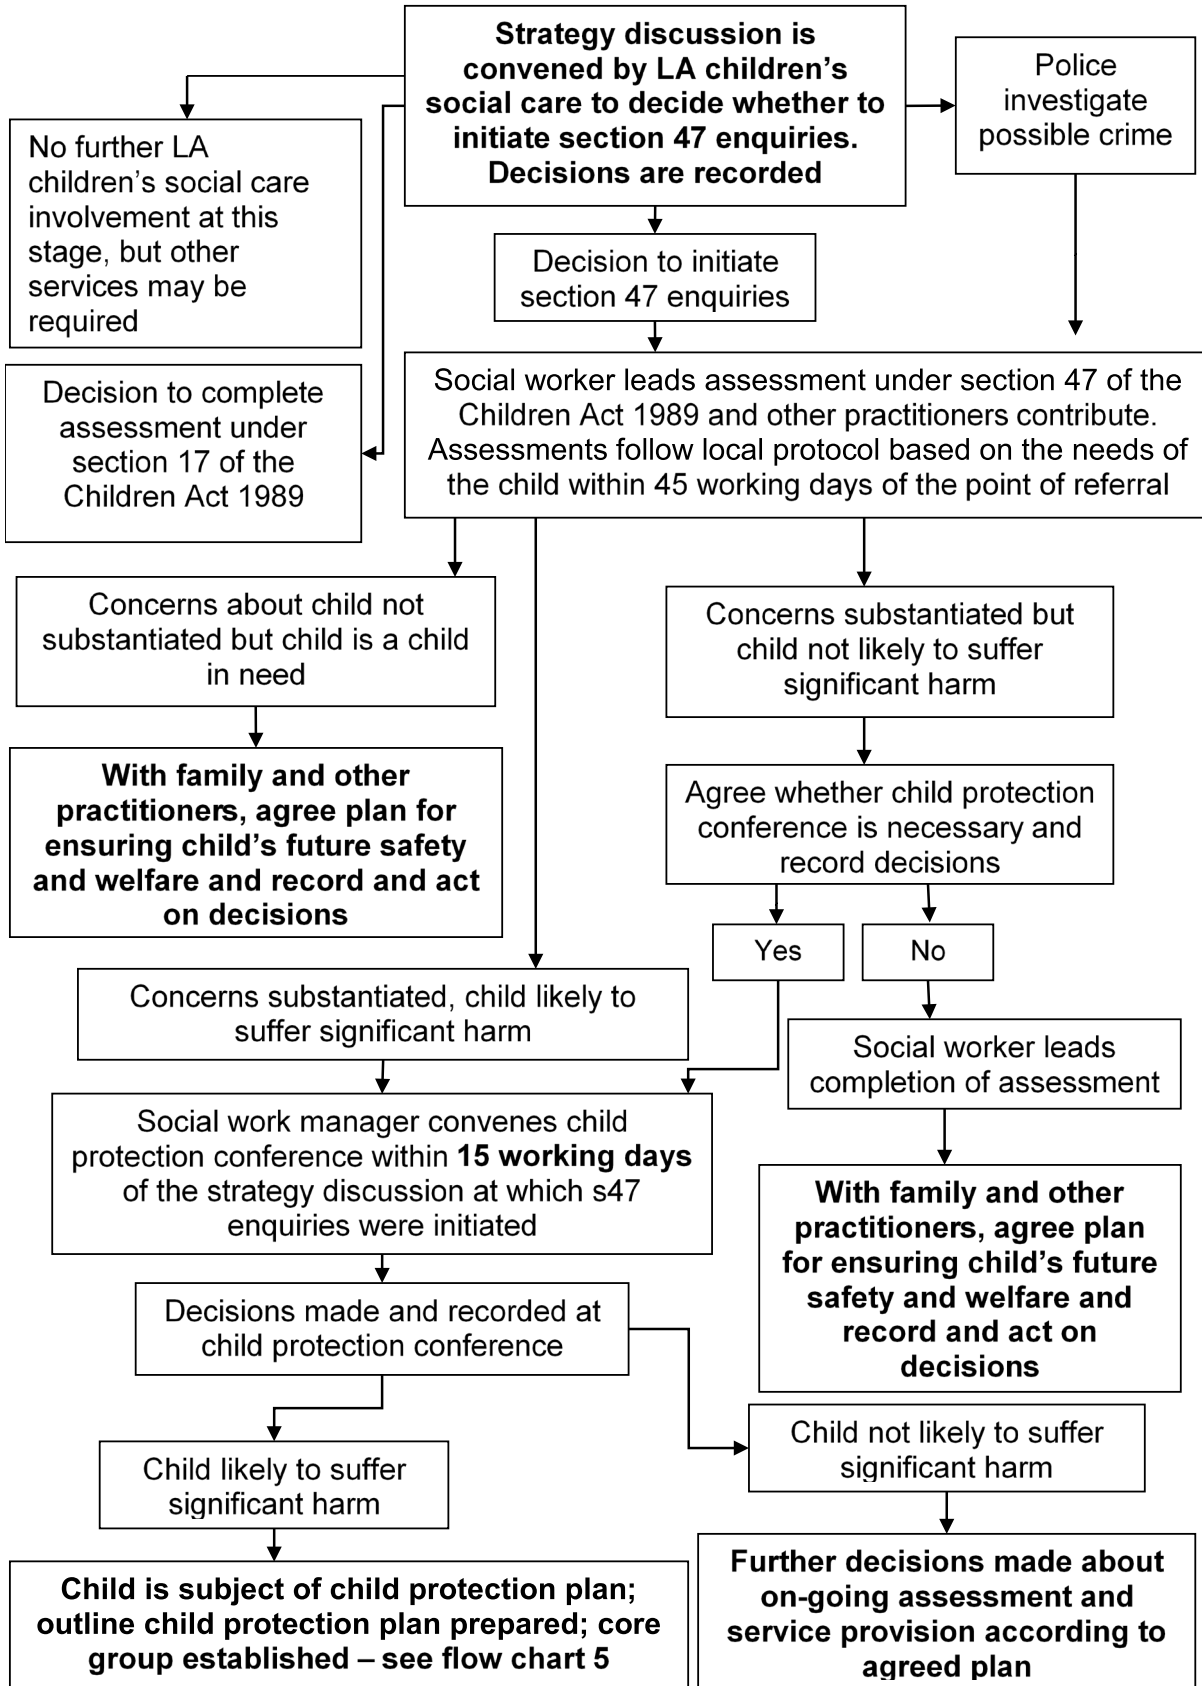 Strategy discussion is
convened by LA children’s
social care to decide whether to
initiate section 47 enquiries.
Decisions are recorded
Police
investigate
possible crime
No further LA
children’s social care
involvement at this
stage, but other
services may be
required
Decision to initiate
section 47 enquiries
Decision to complete
assessment under
section 17 of the
Children Act 1989
Social worker leads assessment under section 47 of the
Children Act 1989 and other practitioners contribute.
Assessments follow local protocol based on the needs of
the child within 45 working days of the point of referral
Concerns about child not
substantiated but child is a child
in need
Concerns substantiated but
child not likely to suffer
significant harm
With family and other
practitioners, agree plan for
ensuring child’s future safety
and welfare and record and act
on decisions
Agree whether child protection
conference is necessary and
record decisions
Yes
No
Concerns substantiated, child likely to
suffer significant harm
Social worker leads
completion of assessment
Social work manager convenes child
protection conference within 15 working days
of the strategy discussion at which s47
enquiries were initiated
With family and other
practitioners, agree plan
for ensuring child’s future
safety and welfare and
record and act on
decisions
Decisions made and recorded at
child protection conference
Child not likely to suffer
significant harm
Child likely to suffer
significant harm
Child is subject of child protection plan;
outline child protection plan prepared; core
group established – see flow chart 5
Further decisions made about
on-going assessment and
service provision according to
agreed plan